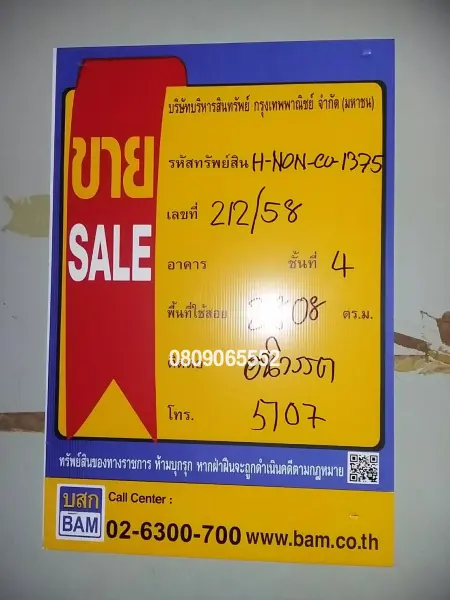 บริษัทบริหารสินทรัพย์ กรุงเทพพาณิชย์ จำกัด (มหาชน)
ขาย
SALE
รหัสทรัพย์สิน H-NON-CO-1375
เลขที่ 212/58
อาคาร ชั้นที่ 4
พื้นที่ใช้สอย ตร.ม.
0809065552
โทร. 5707
ทรัพย์สินของทางราชการ ห้ามบุกรุก หากฝ่าฝืนจะถูกดำเนินคดีตามกฎหมาย
บสก
BAM
Call Center :
02-6300-700 www.bam.co.th